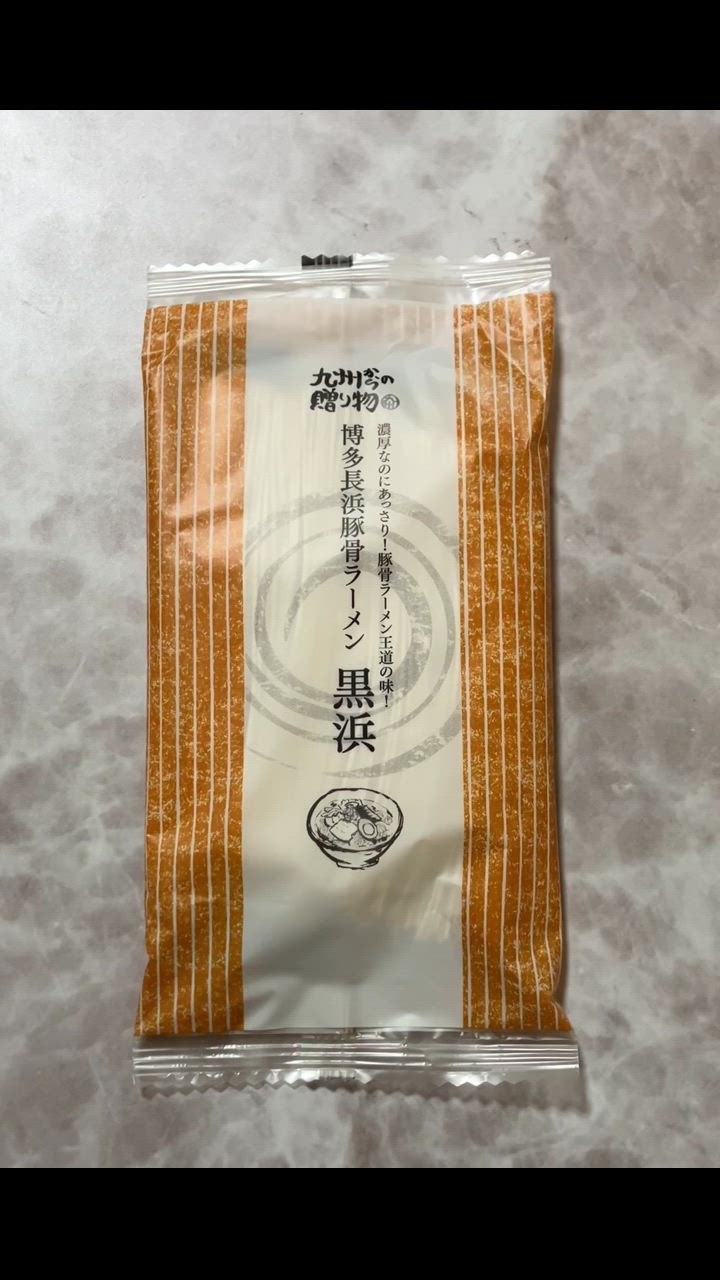 九州からの
贈り物
濃厚なのにあっさり！豚骨ラーメン王道の味！
博多長浜豚骨ラーメン 黒浜